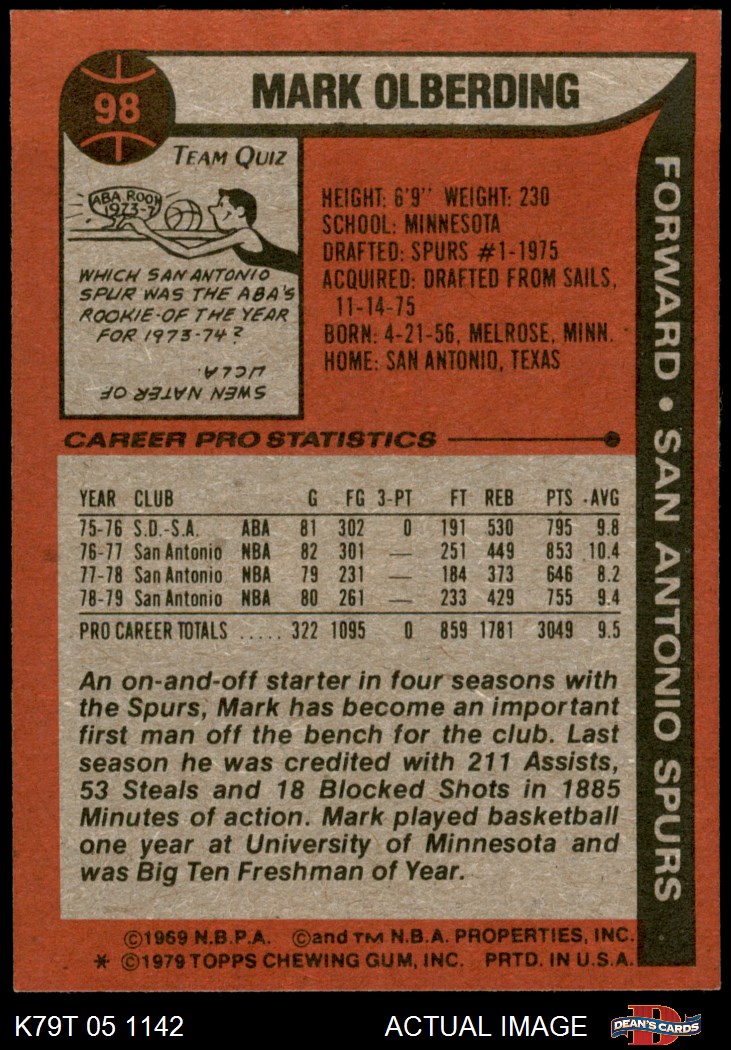 98
MARK OLBERDING
TEAM QUIZ
ABA ROOK
1973-7
WHICH SAN ANTONIO
SPUR WAS THE ABA'S
ROOKIE-OF THE YEAR
FOR 1973-74?
SWEN NATER OF
UCLA.
HEIGHT: 6'9" WEIGHT: 230
SCHOOL: MINNESOTA
DRAFTED: SPURS #1-1975
ACQUIRED: DRAFTED FROM SAILS,
11-14-75
BORN: 4-21-56, MELROSE, MINN.
HOME: SAN ANTONIO, TEXAS
FORWARD • SAN ANTONIO SPURS
CAREER PRO STATISTICS
YEAR CLUB G FG 3-PT FT REB PTS AVG
75-76 S.D.-S.A. ABA 81 302 0 191 530 795 9.8
76-77 San Antonio NBA 82 301 — 251 449 853 10.4
77-78 San Antonio NBA 79 231 — 184 373 646 8.2
78-79 San Antonio NBA 80 261 — 233 429 755 9.4
PRO CAREER TOTALS ..... 322 1095 0 859 1781 3049 9.5
An on-and-off starter in four seasons with
the Spurs, Mark has become an important
first man off the bench for the club. Last
season he was credited with 211 Assists,
53 Steals and 18 Blocked Shots in 1885
Minutes of action. Mark played basketball
one year at University of Minnesota and
was Big Ten Freshman of Year.
©1969 N.B.P.A. ©and TM N.B.A. PROPERTIES, INC.
* ©1979 TOPPS CHEWING GUM, INC. PRTD. IN U.S.A.
K79T 05 1142 ACTUAL IMAGE D DEAN'S CARDS